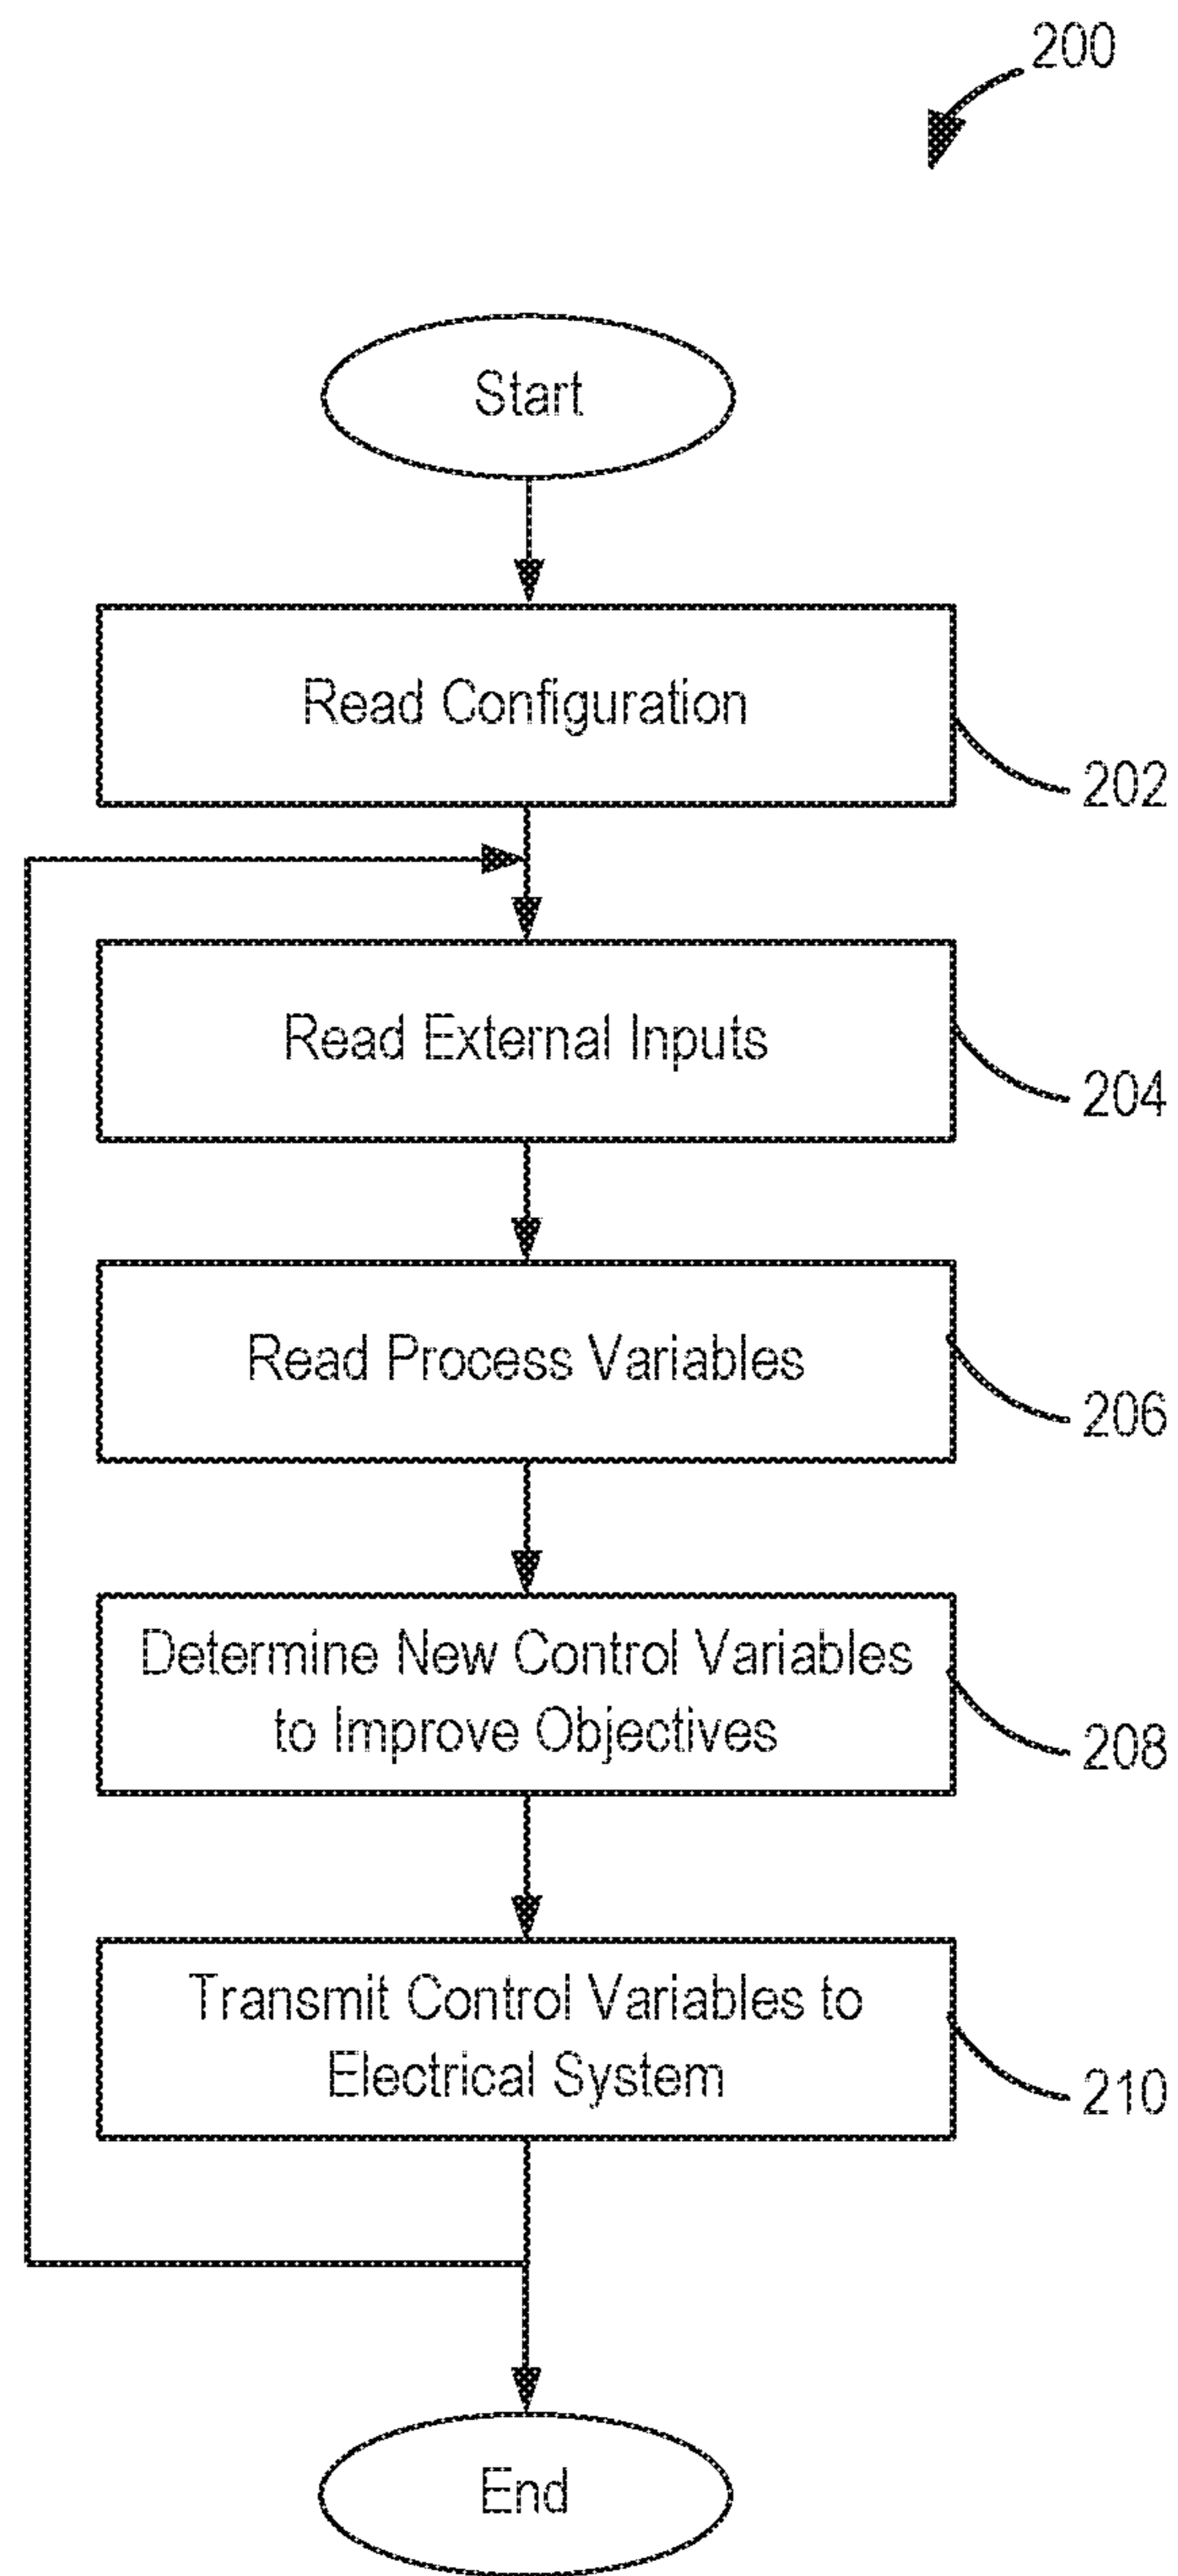 200
Start
Read Configuration
202
Read External Inputs
204
Read Process Variables
206
Determine New Control Variables
to Improve Objectives
208
Transmit Control Variables to
Electrical System
210
End